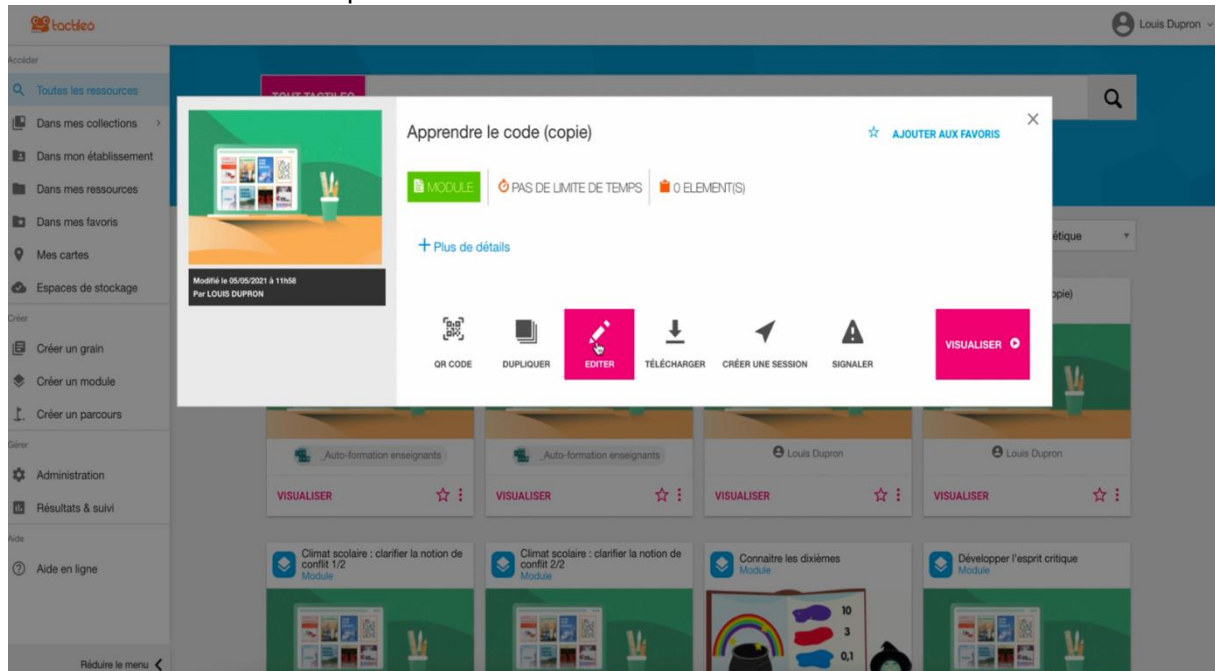 tactileo
Louis Dupron
Accéder
Toutes les ressources
Dans mes collections
Dans mon établissement
Dans mes ressources
Dans mes favoris
Mes cartes
Espaces de stockage
Créer
Créer un grain
Créer un module
Créer un parcours
Gérer
Administration
Résultats & suivi
Aide
Aide en ligne
Réduire le menu
TOUT TACTILEO
Apprendre le code (copie)
AJOUTER AUX FAVORIS
MODULE
PAS DE LIMITE DE TEMPS
0 ELEMENT(S)
+ Plus de détails
Modifié le 05/05/2021 à 11h58
Par LOUIS DUPRON
QR CODE
DUPLIQUER
EDITER
TÉLÉCHARGER
CRÉER UNE SESSION
SIGNALER
VISUALISER
étique
opie)
_Auto-formation enseignants
_Auto-formation enseignants
Louis Dupron
Louis Dupron
VISUALISER
VISUALISER
VISUALISER
VISUALISER
Climat scolaire : clarifier la notion de
conflit 1/2
Module
Climat scolaire : clarifier la notion de
conflit 2/2
Module
Connaitre les dixièmes
Module
10
3
0,1
Développer l'esprit critique
Module